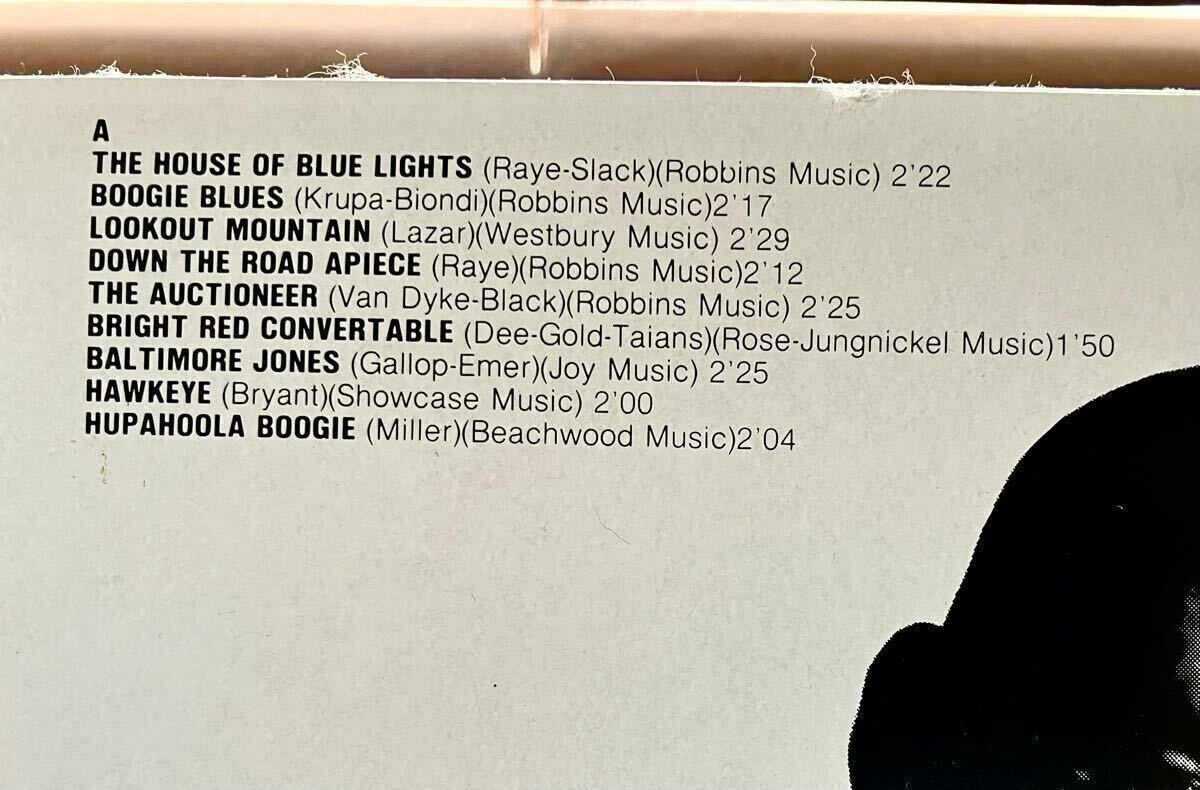 A
THE HOUSE OF BLUE LIGHTS (Raye-Slack)(Robbins Music) 2'22
BOOGIE BLUES (Krupa-Biondi)(Robbins Music)2'17
LOOKOUT MOUNTAIN (Lazar)(Westbury Music) 2'29
DOWN THE ROAD APIECE (Raye)(Robbins Music)2'12
THE AUCTIONEER (Van Dyke-Black)(Robbins Music) 2'25
BRIGHT RED CONVERTABLE (Dee-Gold-Taians)(Rose-Jungnickel Music)1'50
BALTIMORE JONES (Gallop-Emer)(Joy Music) 2'25
HAWKEYE (Bryant)(Showcase Music) 2'00
HUPAHOOLA BOOGIE (Miller)(Beachwood Music)2'04